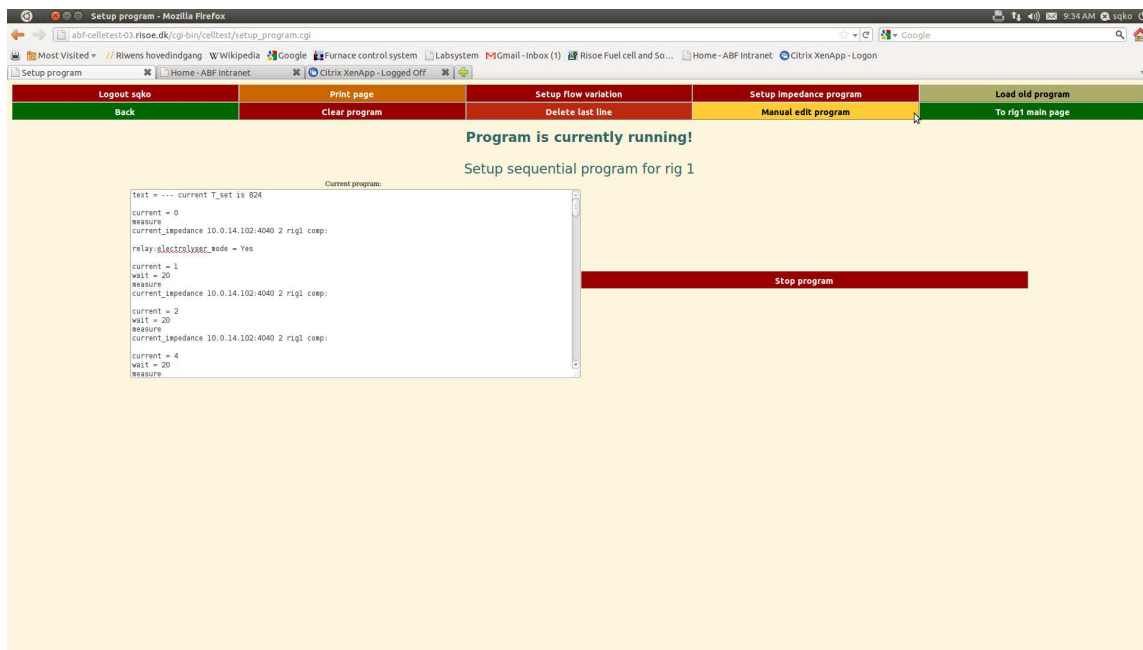 Setup program - Mozilla Firefox
9:34 AM sqko
abf-celletest-03.risoe.dk/cgi-bin/celltest/setup_program.cgi
Google
Most Visited // Riwens hovedindgang W Wikipedia Google Furnace control system Labsystem Gmail - Inbox (1) Risoe Fuel cell and So... Home - ABF Intranet Citrix XenApp - Logon
Setup program Home - ABF Intranet Citrix XenApp - Logged Off
Logout sqko Print page Setup flow variation Setup impedance program Load old program
Back Clear program Delete last line Manual edit program To rig1 main page
Program is currently running!
Setup sequential program for rig 1
Current program:
text = --- current T_set is 824
current = 0
measure
current_impedance 10.0.14.102:4040 2 rig1 comp:
relay:electrolyser_mode = Yes
current = 1
wait = 20
measure
current_impedance 10.0.14.102:4040 2 rig1 comp:
Stop program
current = 2
wait = 20
measure
current_impedance 10.0.14.102:4040 2 rig1 comp:
current = 4
wait = 20
measure